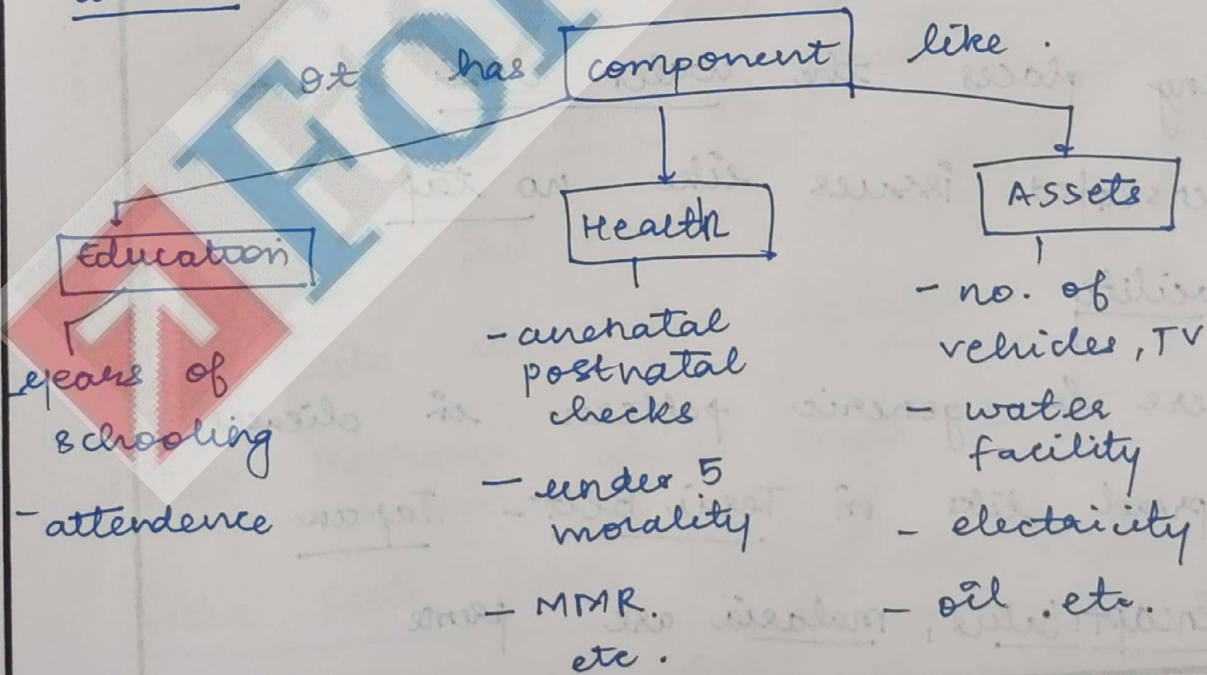 It has component like.
Education
- years of
schooling
- attendence
Health
- anenatal
postnatal
checks
- under 5
morality
- MMR.
etc.
Assets
- no. of
vehicles, TV
- water
facility
- electricity
- oil . etc.